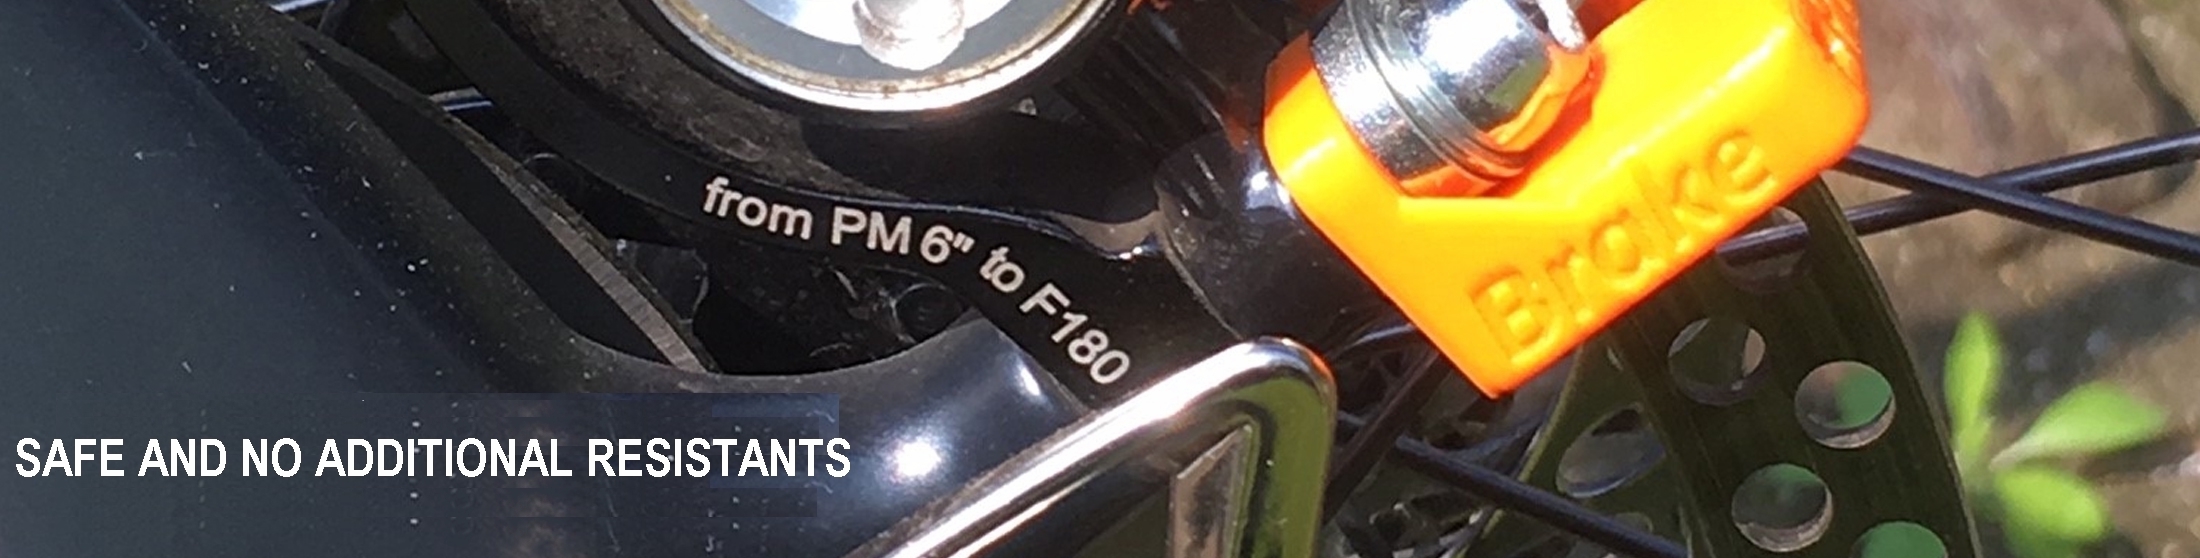 from PM 6" to F180
Brake
SAFE AND NO ADDITIONAL RESISTANTS